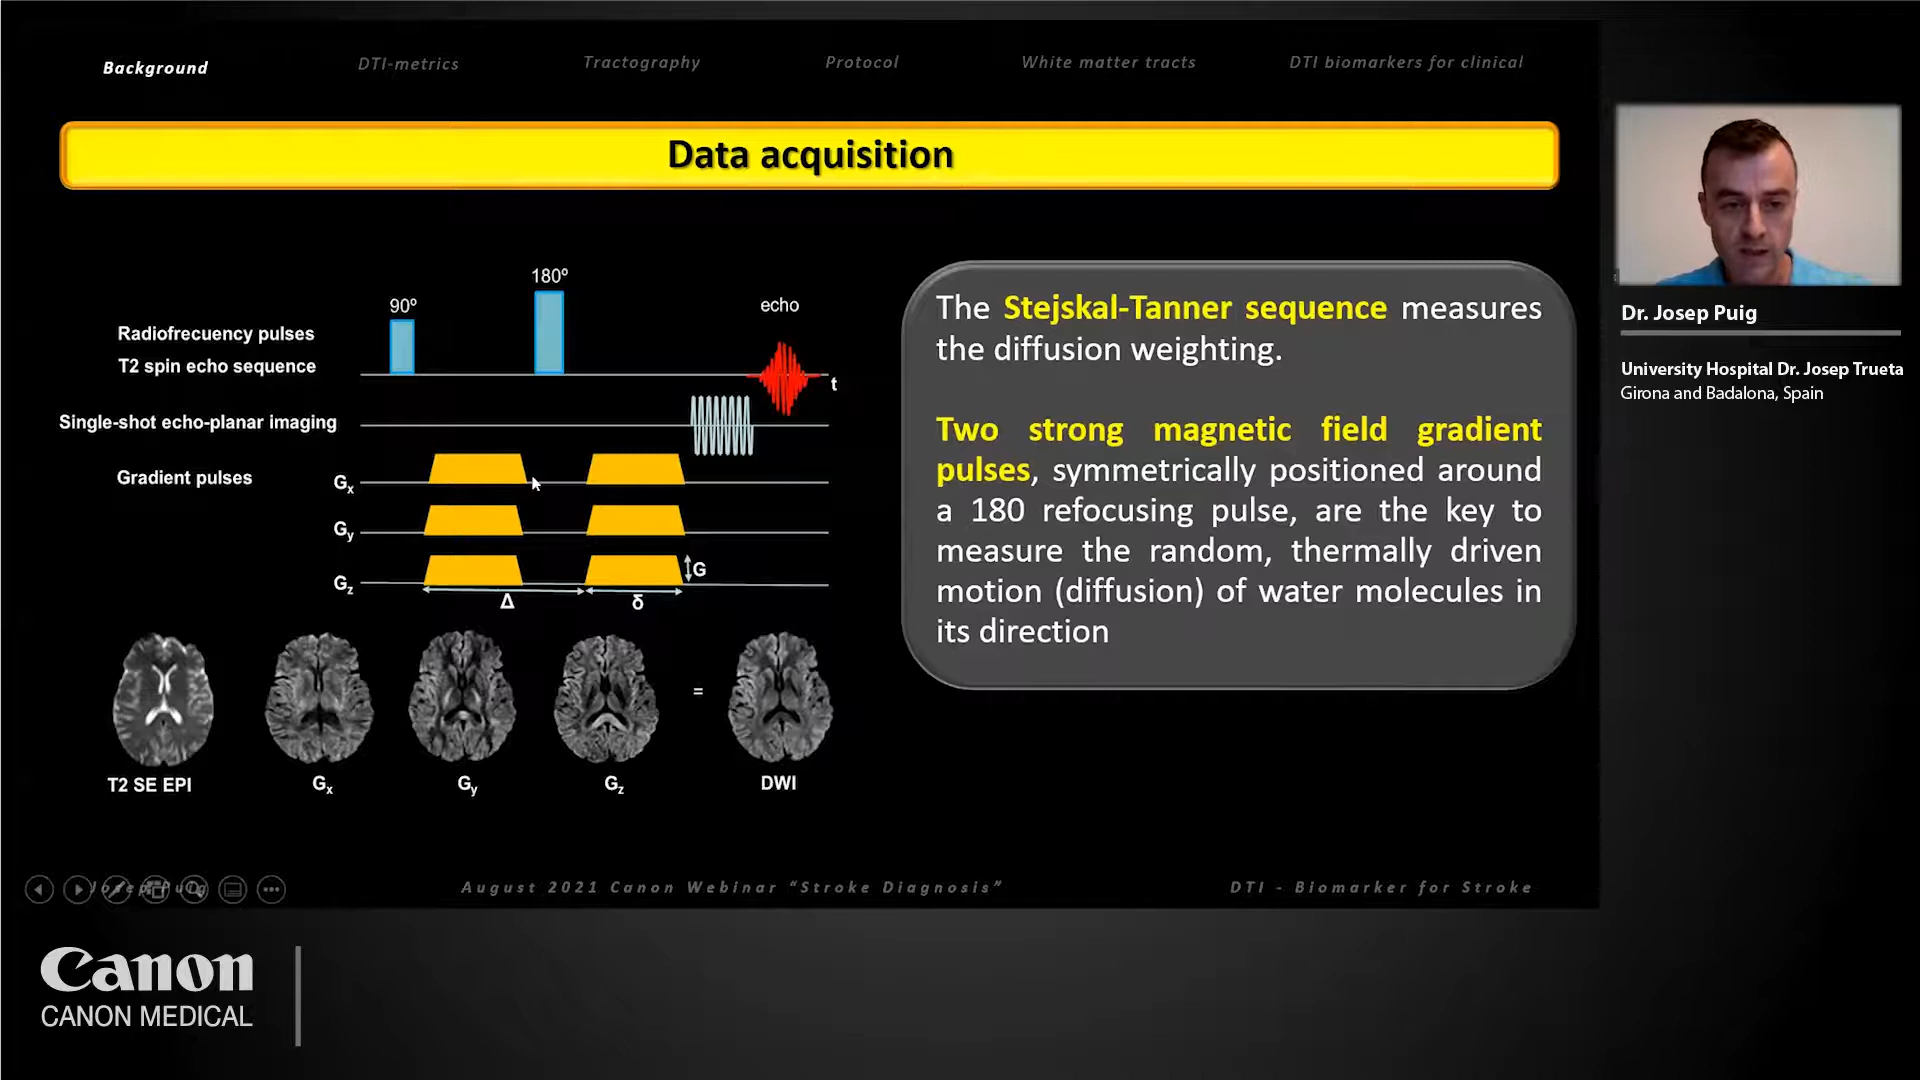 Background
DTI-metrics
Tractography
Protocol
White matter tracts
DTI biomarkers for clinical
Data acquisition
90º
180º
echo
Radiofrecuency pulses
T2 spin echo sequence
t
Single-shot echo-planar imaging
Gradient pulses
Gx
Gy
Gz
G
Δ
δ
T2 SE EPI
Gx
Gy
Gz
=
DWI
The Stejskal-Tanner sequence measures
the diffusion weighting.
Two strong magnetic field gradient
pulses, symmetrically positioned around
a 180 refocusing pulse, are the key to
measure the random, thermally driven
motion (diffusion) of water molecules in
its direction
Dr. Josep Puig
University Hospital Dr. Josep Trueta
Girona and Badalona, Spain
Josep Puig
August 2021 Canon Webinar “Stroke Diagnosis”
DTI - Biomarker for Stroke
Canon
CANON MEDICAL